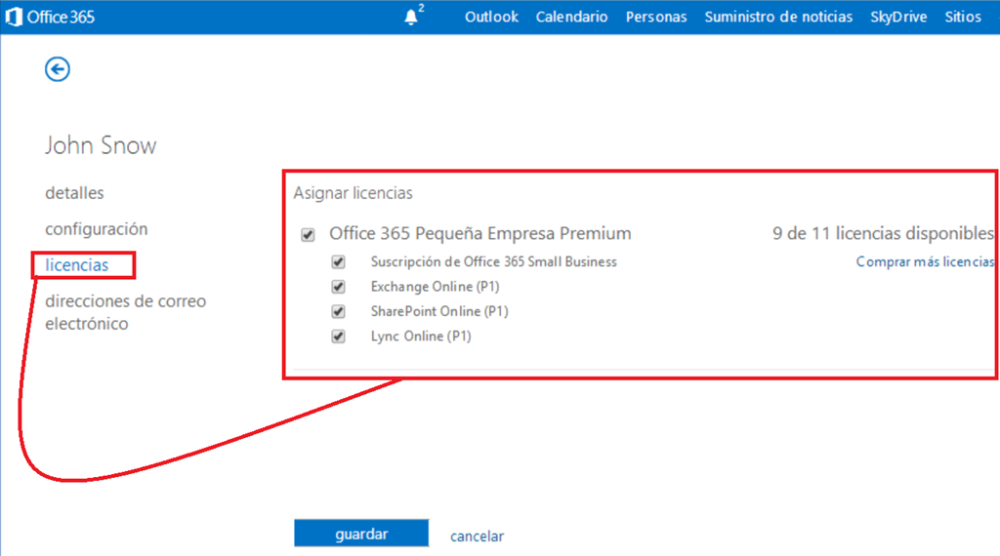 Office 365
2
Outlook Calendario Personas Suministro de noticias SkyDrive Sitios
John Snow
detalles
configuración
licencias
direcciones de correo
electrónico
Asignar licencias
Office 365 Pequeña Empresa Premium
9 de 11 licencias disponibles
Suscripción de Office 365 Small Business
Comprar más licencias
Exchange Online (P1)
SharePoint Online (P1)
Lync Online (P1)
guardar
cancelar